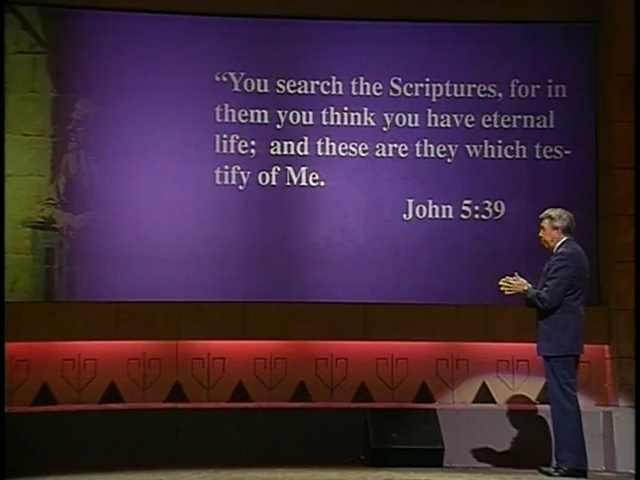 “You search the Scriptures, for in
them you think you have eternal
life;  and these are they which tes-
tify of Me.
John 5:39